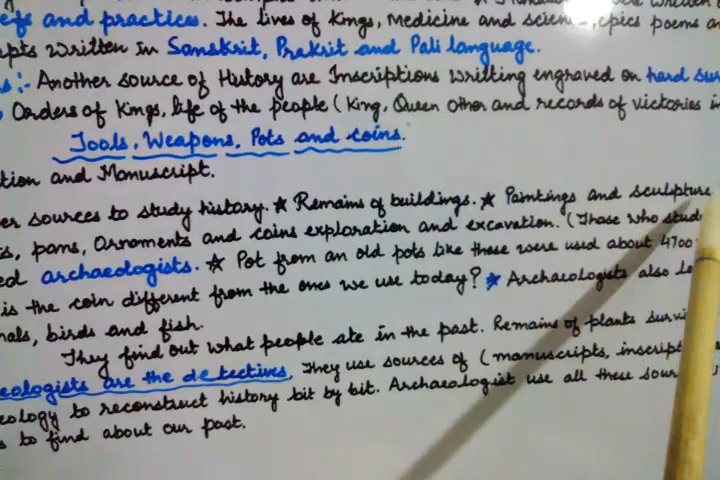 efs and practices. The lives of Kings, Medicine and science, epics poems an
written in Sanskrit, Prakrit and Pali language.
:- Another source of History are Inscriptions writting engraved on hard sur
Orders of Kings, life of the people (King, Queen other and records of victories in
Tools, Weapons, Pots and coins.
tion and Manuscript.
er sources to study history. ★ Remains of buildings. ★ Paintings and sculpture
ts, pans, Ornaments and coins exploration and excavation. (Those who stud
ed archaeologists. ★ Pot from an old pots like these were used about 4700
is the coin different from the ones we use today? ★ Archaeologists also
mals, birds and fish.
They find out what people ate in the past. Remains of plants survi
eologists are the detectives, They use sources of (manuscripts, inscript
eology to reconstruct history bit by bit. Archaeologist use all these sour
to find about our past.